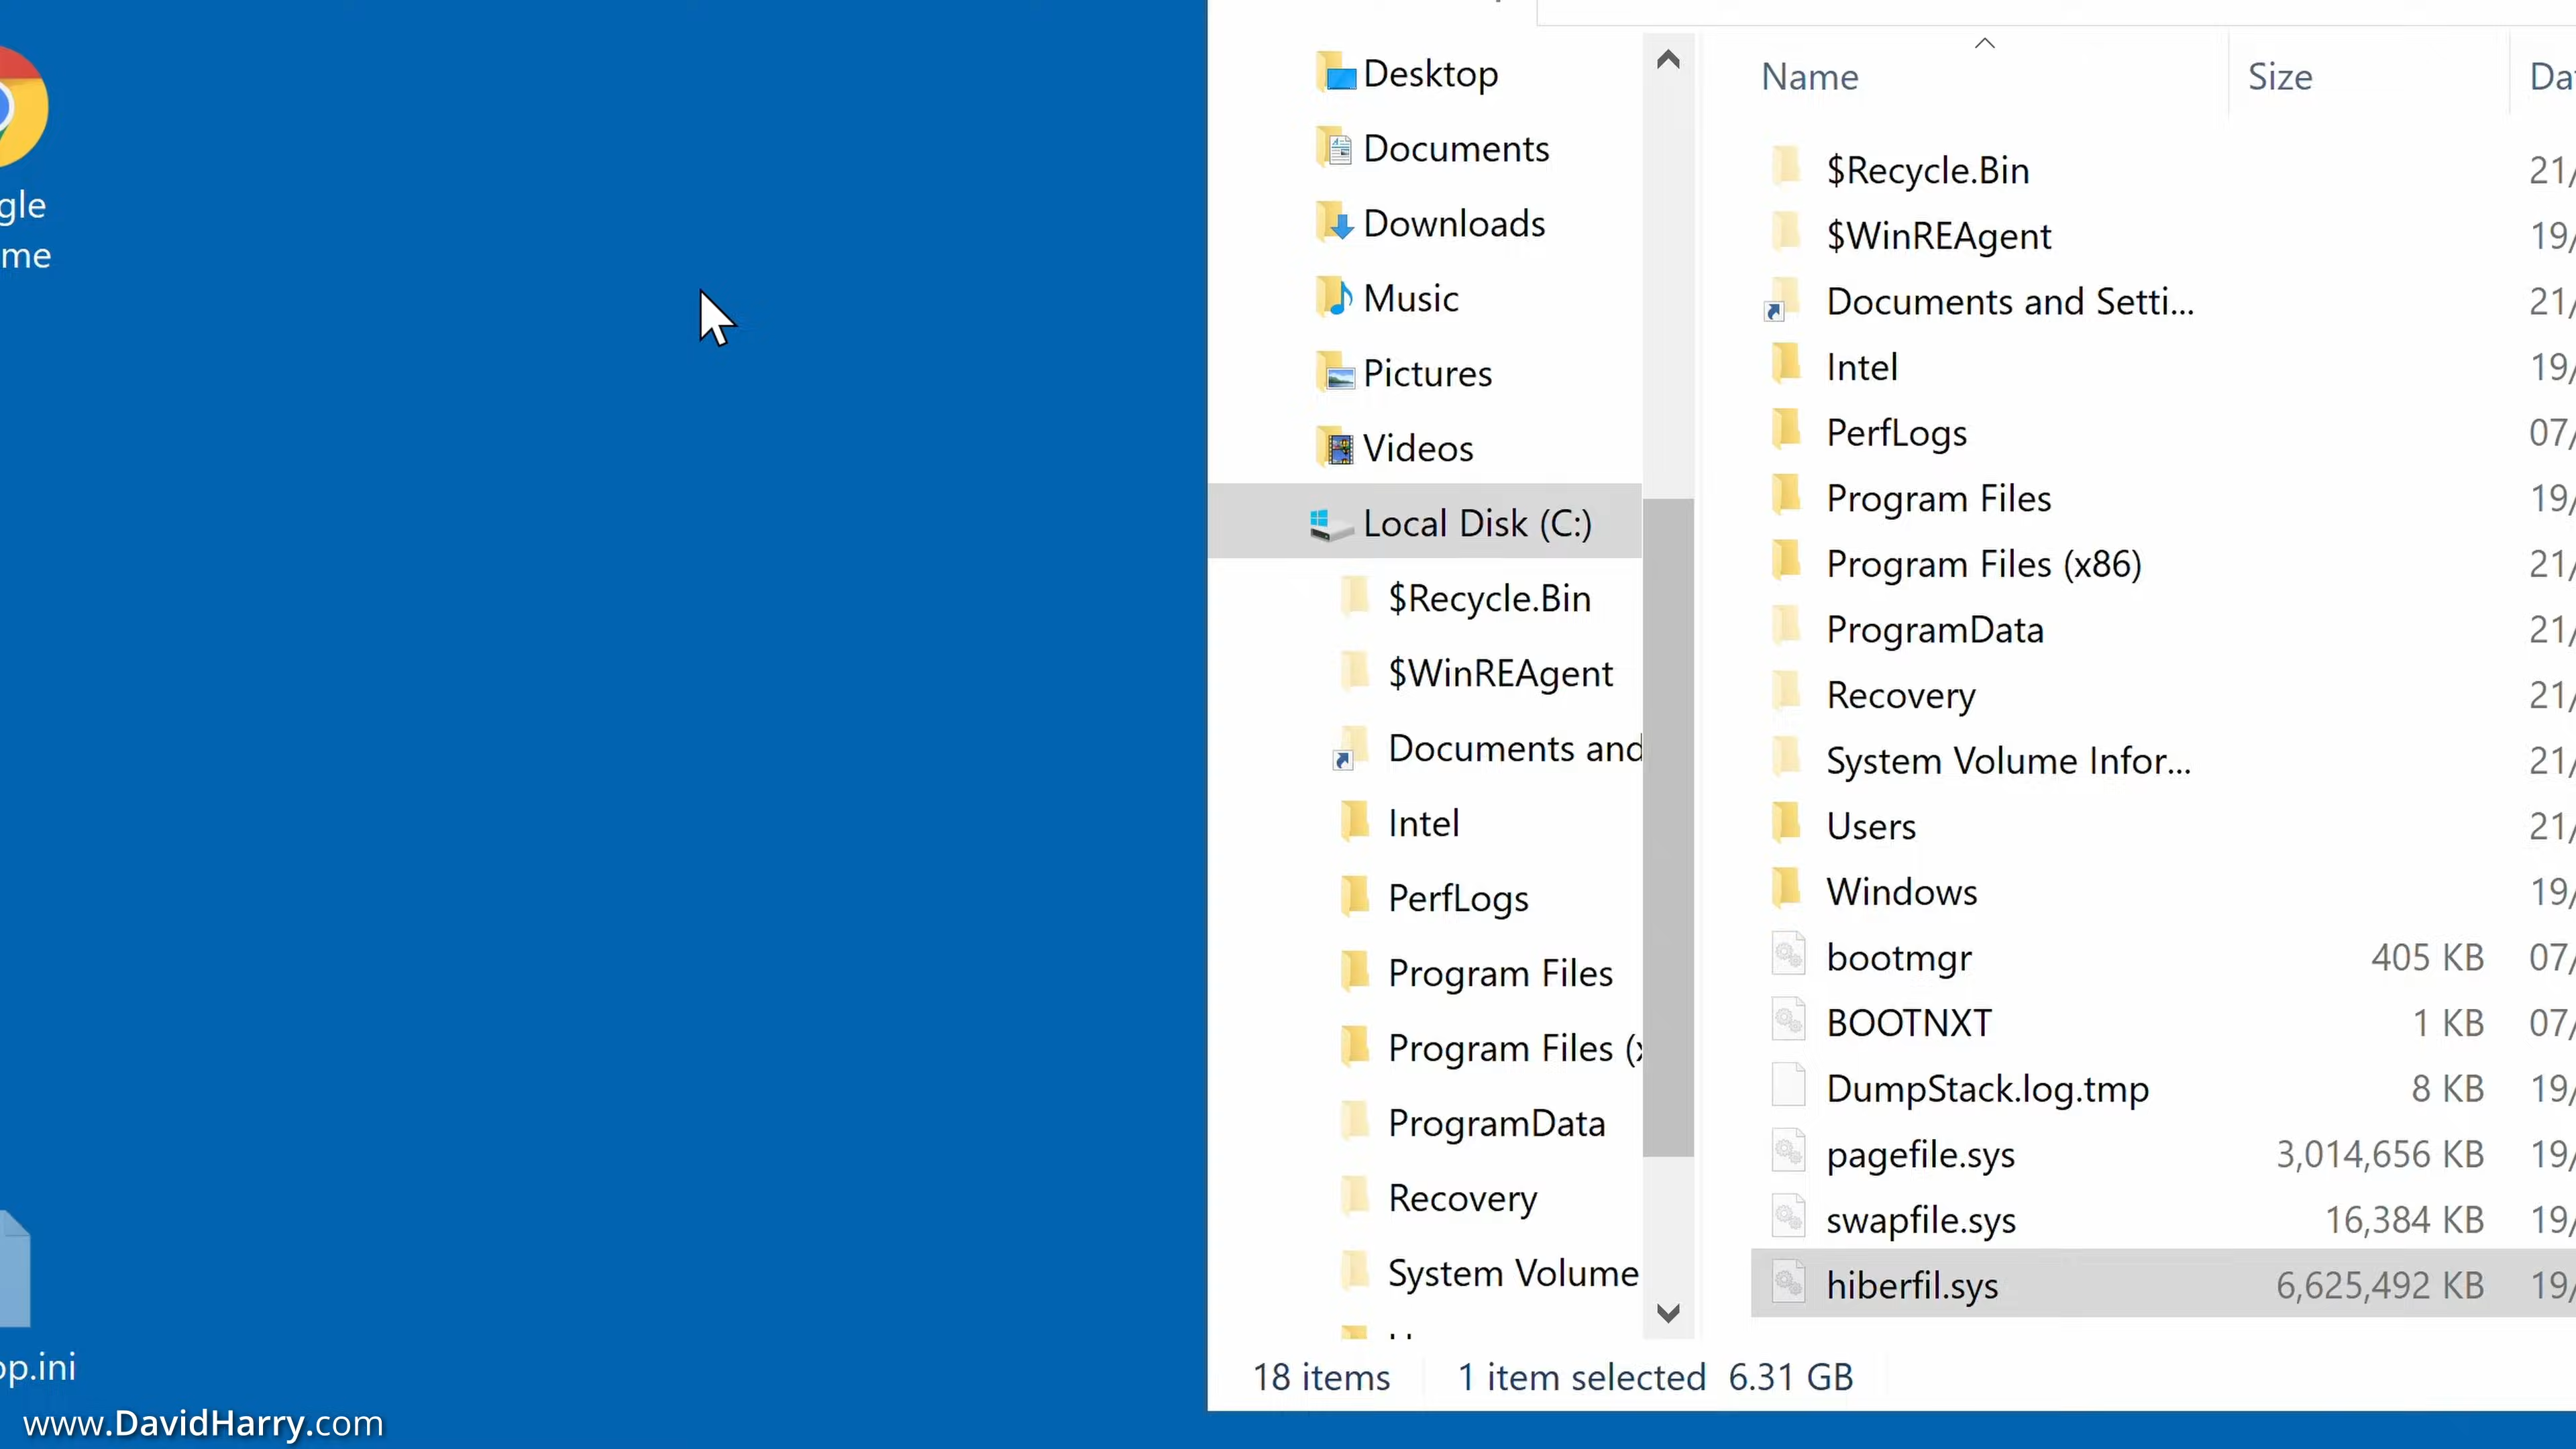 gle
me
op.ini
www.DavidHarry.com
Desktop
Documents
Downloads
Music
Pictures
Videos
Local Disk (C:)
$Recycle.Bin
$WinREAgent
Documents and
Intel
PerfLogs
Program Files
Program Files (x
ProgramData
Recovery
System Volume
Name Size Da
$Recycle.Bin 21/
$WinREAgent 19/
Documents and Setti... 21/
Intel 19/
PerfLogs 07/
Program Files 19/
Program Files (x86) 21/
ProgramData 21/
Recovery 21/
System Volume Infor... 21/
Users 21/
Windows 19/
bootmgr 405 KB 07/
BOOTNXT 1 KB 07/
DumpStack.log.tmp 8 KB 19/
pagefile.sys 3,014,656 KB 19/
swapfile.sys 16,384 KB 19/
hiberfil.sys 6,625,492 KB 19/
18 items 1 item selected 6.31 GB